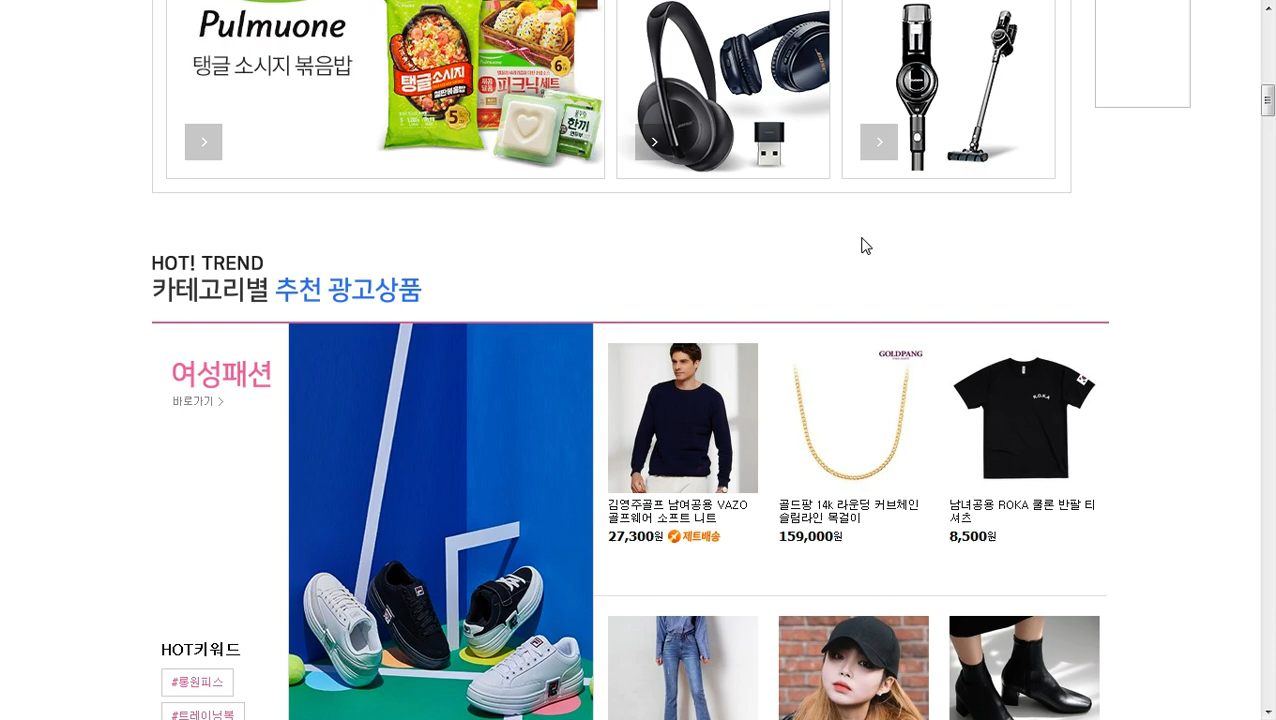 Pulmuone
탱글 소시지 볶음밥
탱글소시지
피크닉세트
한끼
HOT! TREND
카테고리별 추천 광고상품
여성패션
바로가기 >
GOLDPANG
R.O.K.A
김영주골프 남여공용 VAZO
골프웨어 소프트 니트
27,300원 제트배송
골드팡 14k 라운딩 커브체인
슬림라인 목걸이
159,000원
남녀공용 ROKA 쿨론 반팔 티
셔츠
8,500원
HOT키워드
#롱원피스
#트레이닝복